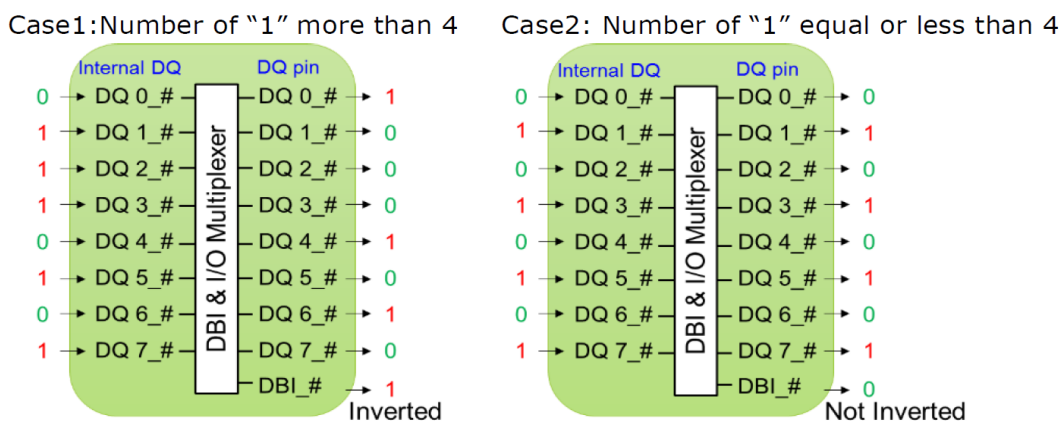 Case1:Number of “1” more than 4
Internal DQ DQ pin
0 DQ 0_# DQ 0_# 1
1 DQ 1_# DQ 1_# 0
1 DQ 2_# DQ 2_# 0
1 DQ 3_# DQ 3_# 0
0 DQ 4_# DQ 4_# 1
1 DQ 5_# DQ 5_# 0
0 DQ 6_# DQ 6_# 1
1 DQ 7_# DQ 7_# 0
DBI_# 1
Inverted
DBI & I/O Multiplexer
Case2: Number of “1” equal or less than 4
Internal DQ DQ pin
0 DQ 0_# DQ 0_# 0
1 DQ 1_# DQ 1_# 1
0 DQ 2_# DQ 2_# 0
1 DQ 3_# DQ 3_# 1
0 DQ 4_# DQ 4_# 0
1 DQ 5_# DQ 5_# 1
0 DQ 6_# DQ 6_# 0
1 DQ 7_# DQ 7_# 1
DBI_# 0
Not Inverted
DBI & I/O Multiplexer